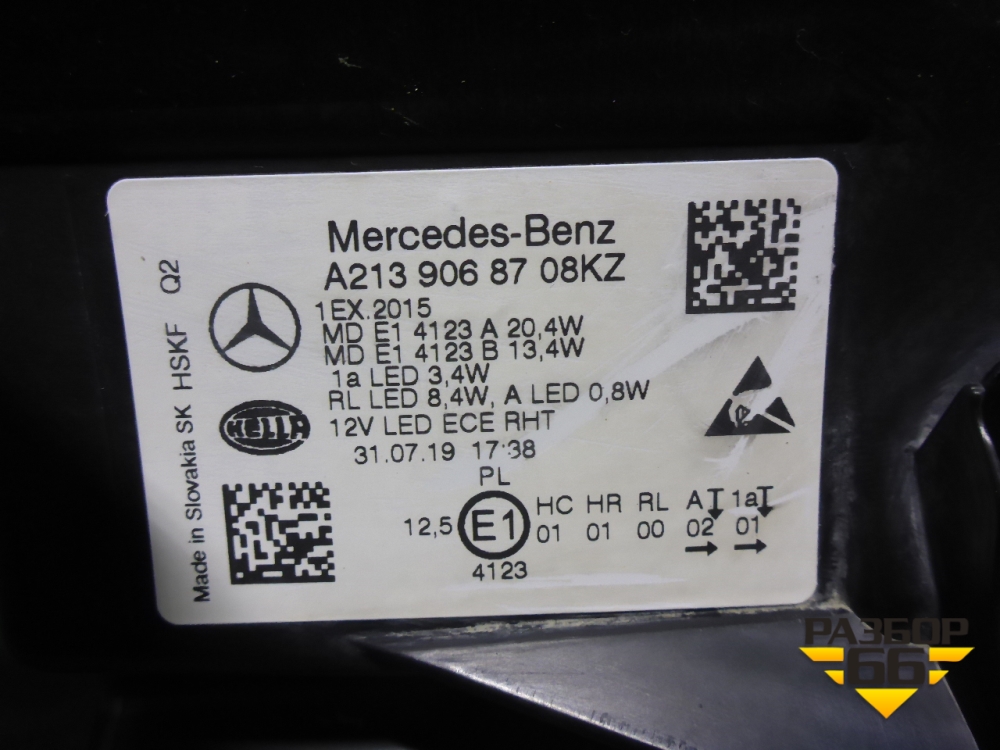 Mercedes-Benz
A213 906 87 08KZ
1EX.2015
MD E1 4123 A 20,4W
MD E1 4123 B 13,4W
1a LED 3,4W
RL LED 8,4W, A LED 0,8W
12V LED ECE RHT
31.07.19 17:38
PL
12,5 E1 HC HR RL A 1a
01 01 00 02 01
4123
HELLA
Made in Slovakia SK HSKF Q2
РАЗБОР
66